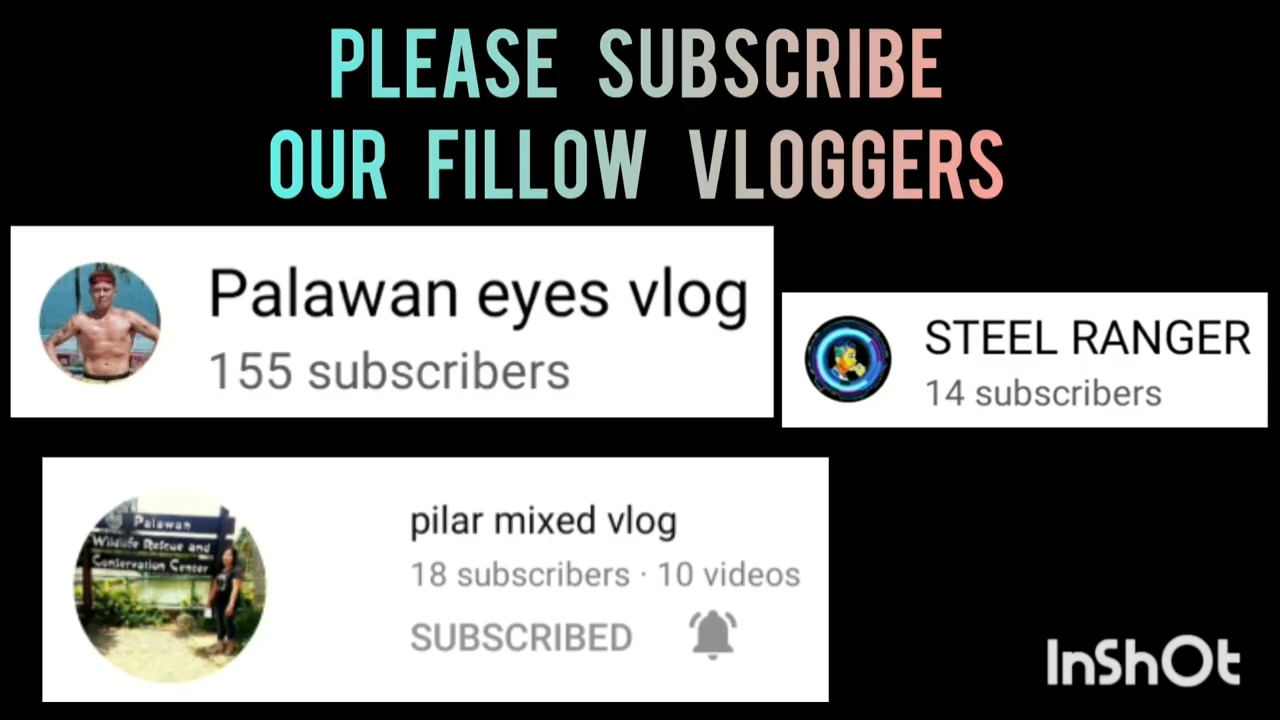 PLEASE SUBSCRIBE
OUR FILLOW VLOGGERS
Palawan eyes vlog
155 subscribers
STEEL RANGER
14 subscribers
Palawan
Wildlife Rescue and
Conservation Center
pilar mixed vlog
18 subscribers · 10 videos
SUBSCRIBED
InShOt